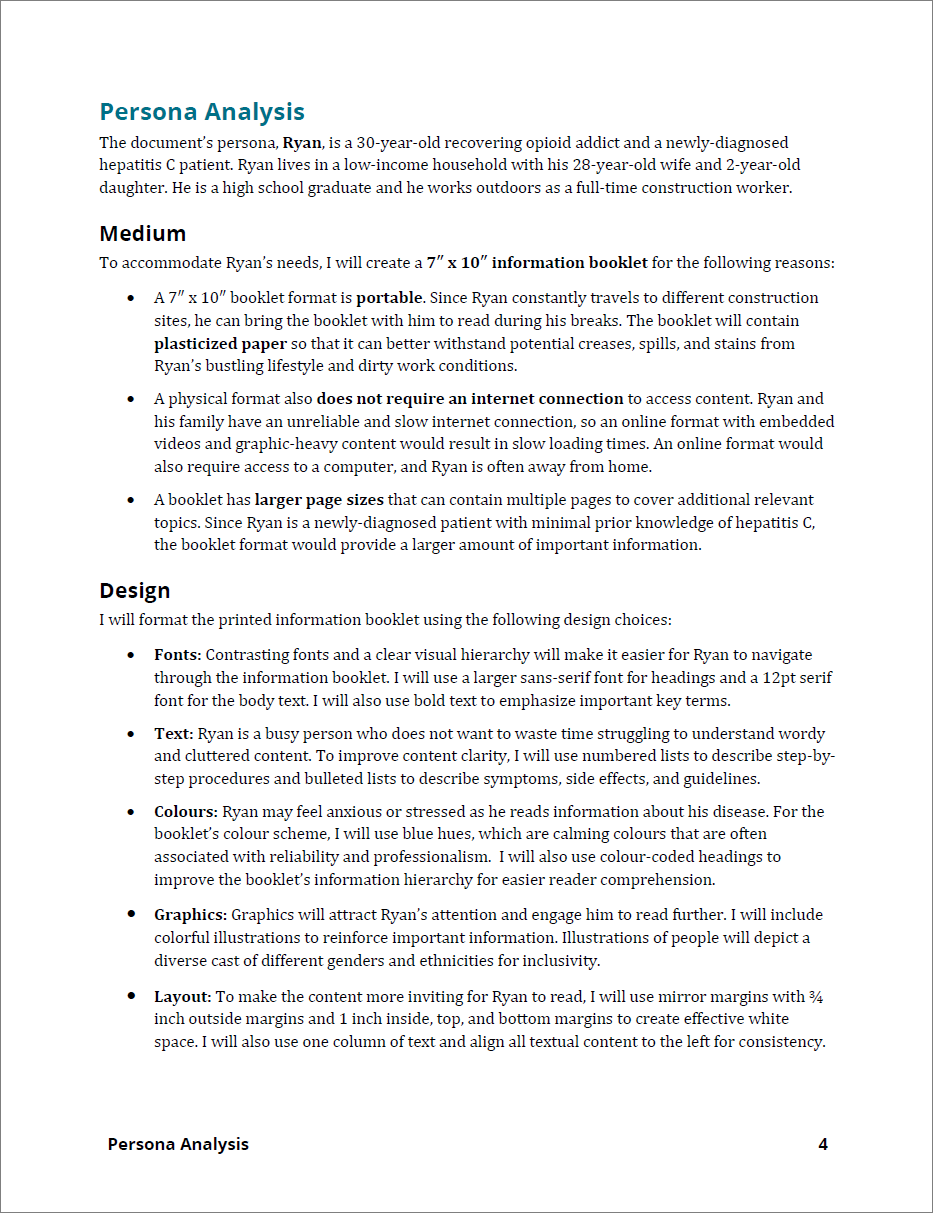 Persona Analysis
The document’s persona, Ryan, is a 30-year-old recovering opioid addict and a newly-diagnosed
hepatitis C patient. Ryan lives in a low-income household with his 28-year-old wife and 2-year-old
daughter. He is a high school graduate and he works outdoors as a full-time construction worker.
Medium
To accommodate Ryan’s needs, I will create a 7″ x 10″ information booklet for the following reasons:
• A 7″ x 10″ booklet format is portable. Since Ryan constantly travels to different construction
sites, he can bring the booklet with him to read during his breaks. The booklet will contain
plasticized paper so that it can better withstand potential creases, spills, and stains from
Ryan’s bustling lifestyle and dirty work conditions.
• A physical format also does not require an internet connection to access content. Ryan and
his family have an unreliable and slow internet connection, so an online format with embedded
videos and graphic-heavy content would result in slow loading times. An online format would
also require access to a computer, and Ryan is often away from home.
• A booklet has larger page sizes that can contain multiple pages to cover additional relevant
topics. Since Ryan is a newly-diagnosed patient with minimal prior knowledge of hepatitis C,
the booklet format would provide a larger amount of important information.
Design
I will format the printed information booklet using the following design choices:
• Fonts: Contrasting fonts and a clear visual hierarchy will make it easier for Ryan to navigate
through the information booklet. I will use a larger sans-serif font for headings and a 12pt serif
font for the body text. I will also use bold text to emphasize important key terms.
• Text: Ryan is a busy person who does not want to waste time struggling to understand wordy
and cluttered content. To improve content clarity, I will use numbered lists to describe step-by-
step procedures and bulleted lists to describe symptoms, side effects, and guidelines.
• Colours: Ryan may feel anxious or stressed as he reads information about his disease. For the
booklet’s colour scheme, I will use blue hues, which are calming colours that are often
associated with reliability and professionalism.  I will also use colour-coded headings to
improve the booklet’s information hierarchy for easier reader comprehension.
• Graphics: Graphics will attract Ryan’s attention and engage him to read further. I will include
colorful illustrations to reinforce important information. Illustrations of people will depict a
diverse cast of different genders and ethnicities for inclusivity.
• Layout: To make the content more inviting for Ryan to read, I will use mirror margins with ¾
inch outside margins and 1 inch inside, top, and bottom margins to create effective white
space. I will also use one column of text and align all textual content to the left for consistency.
Persona Analysis 4